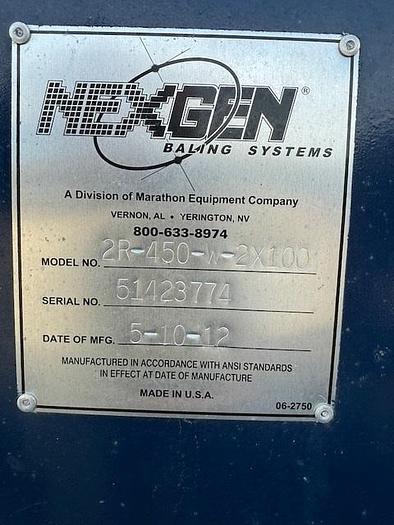 NEXGEN®
BALING SYSTEMS
A Division of Marathon Equipment Company
VERNON, AL • YERINGTON, NV
800-633-8974
MODEL NO. 2R-450-W-2X100
SERIAL NO. 51423774
DATE OF MFG. 5-10-12
MANUFACTURED IN ACCORDANCE WITH ANSI STANDARDS
IN EFFECT AT DATE OF MANUFACTURE
MADE IN U.S.A.
06-2750